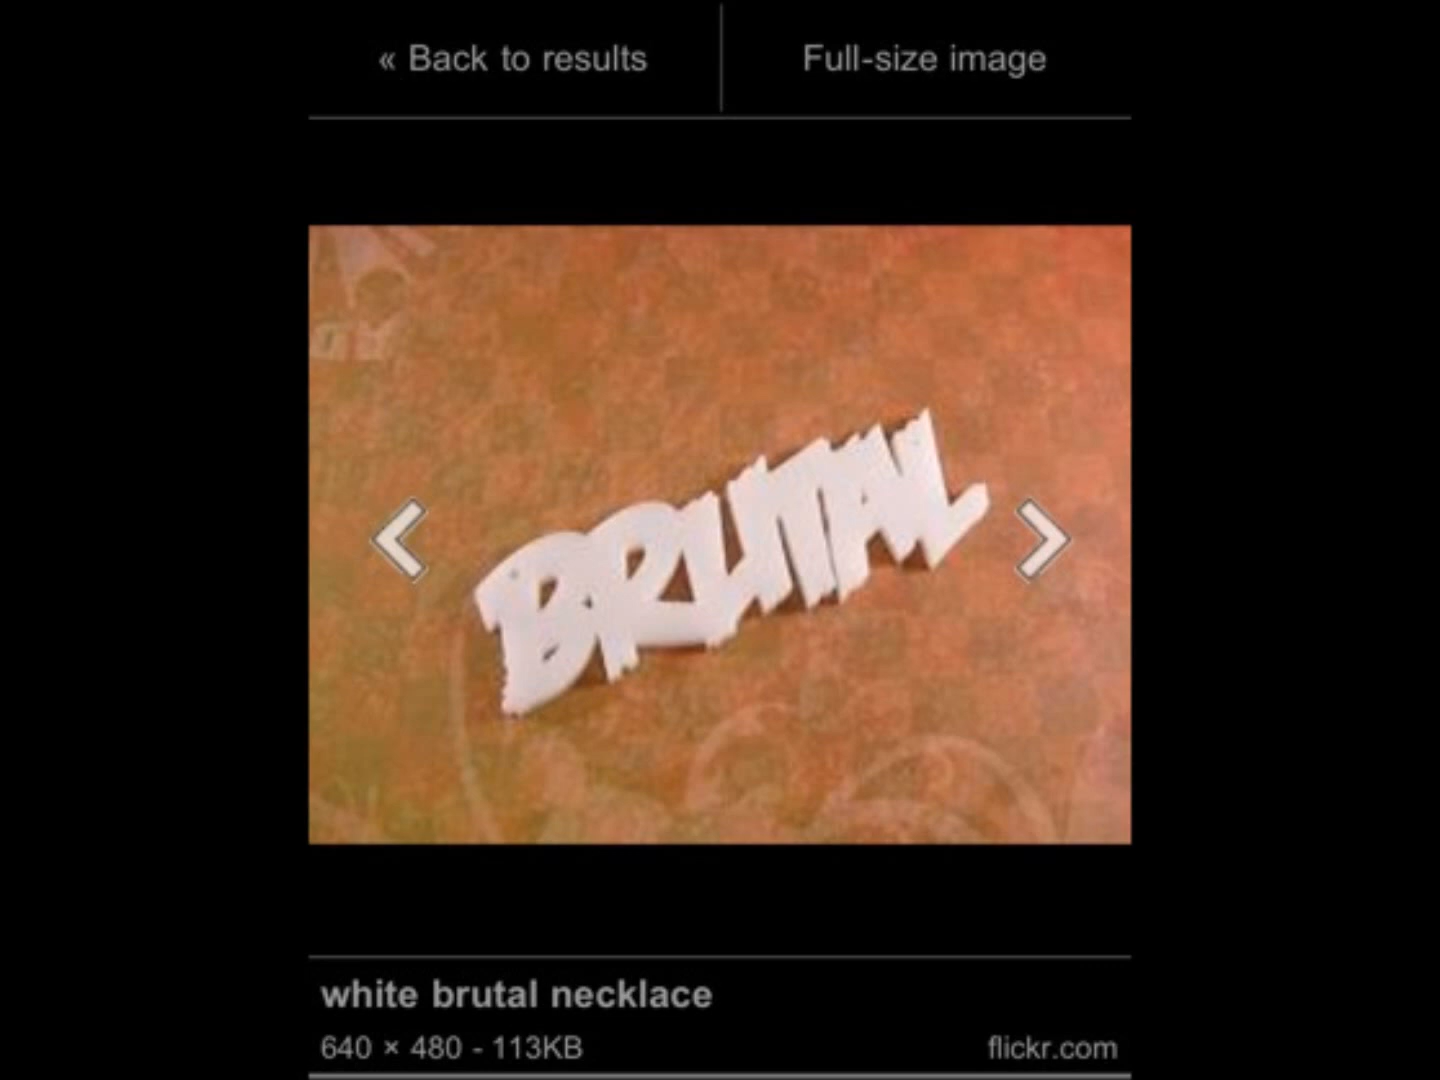 « Back to results Full-size image
BRUTAL
white brutal necklace
640 × 480 - 113KB flickr.com